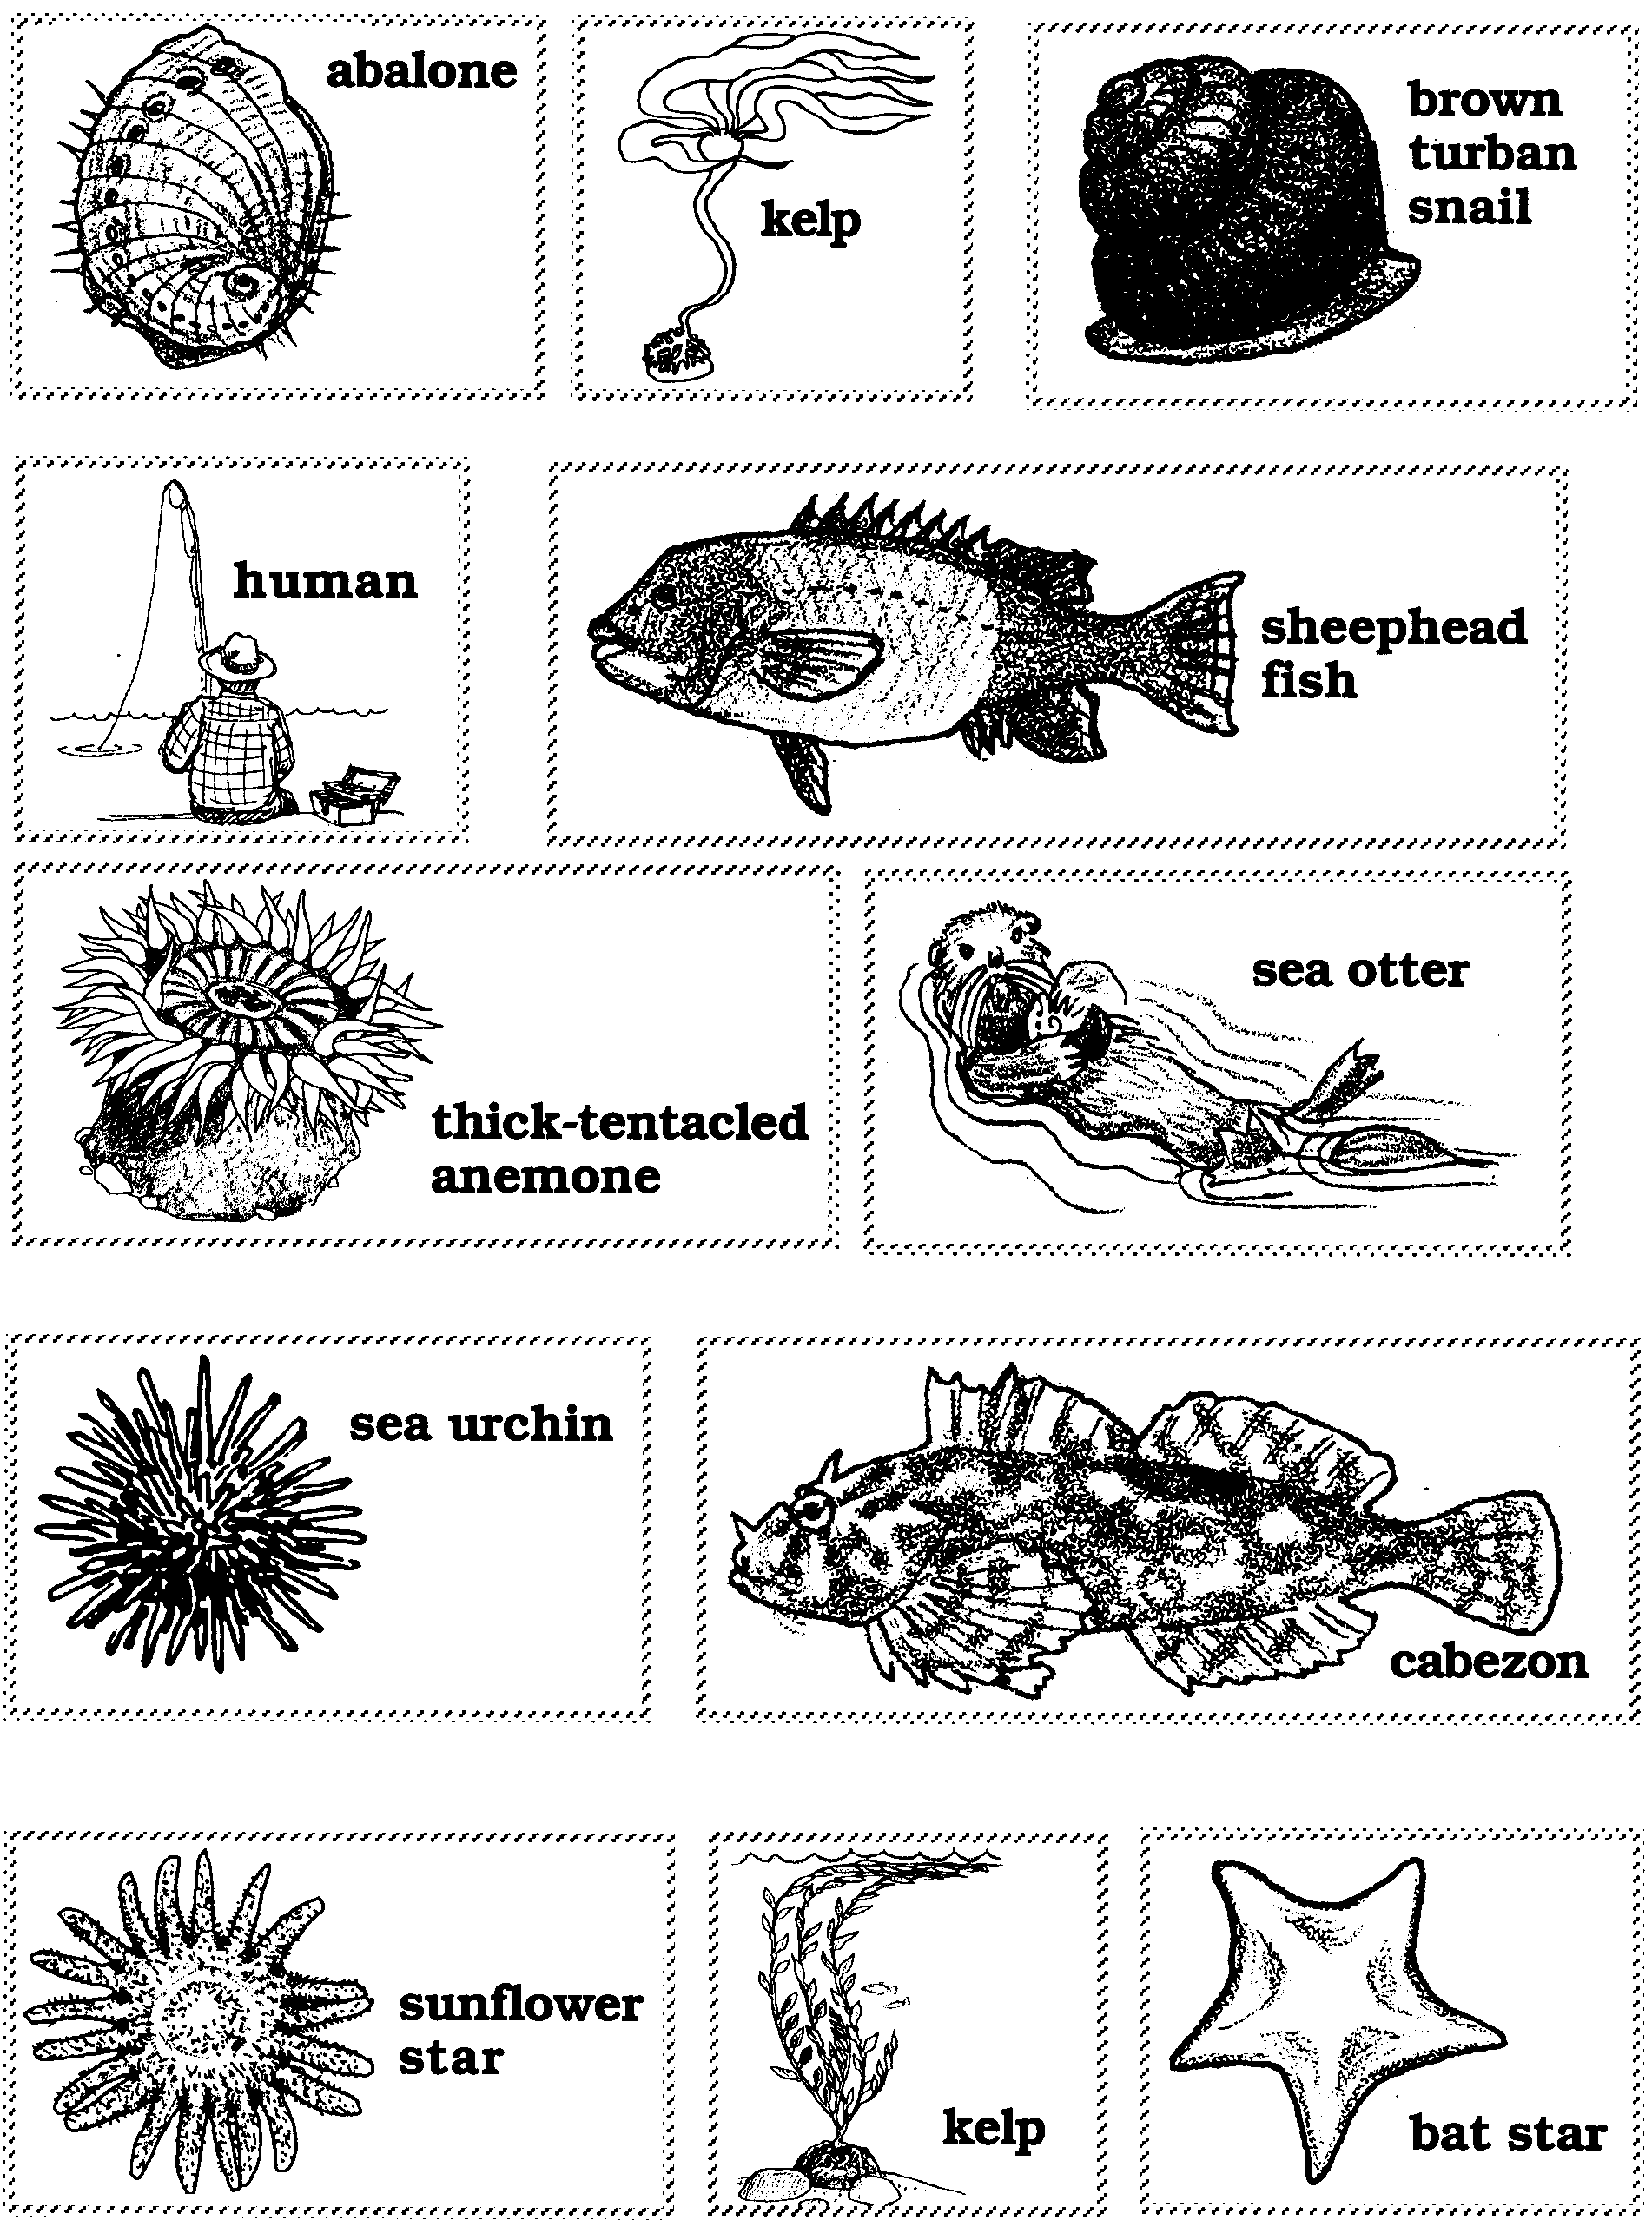 abalone
kelp
brown
turban
snail
human
sheephead
fish
thick-tentacled
anemone
sea otter
sea urchin
cabezon
sunflower
star
kelp
bat star